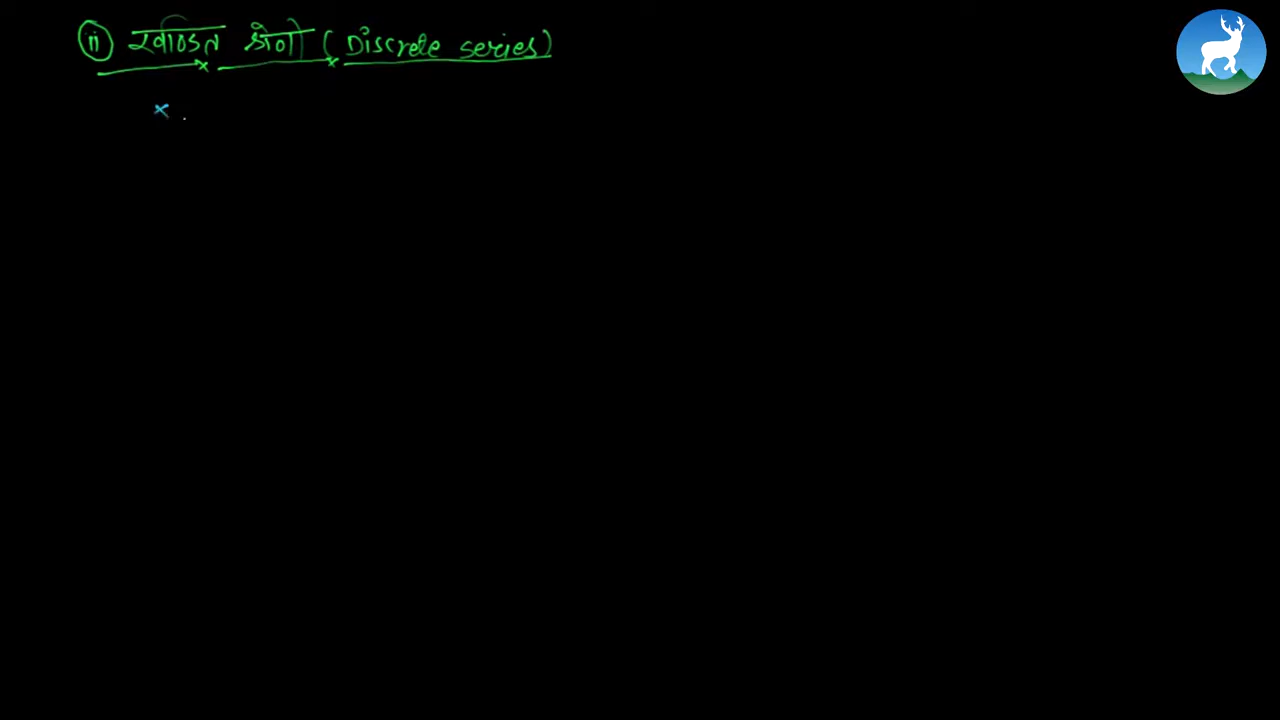 (ii) खण्डित श्रेणी (Discrete series)
x .